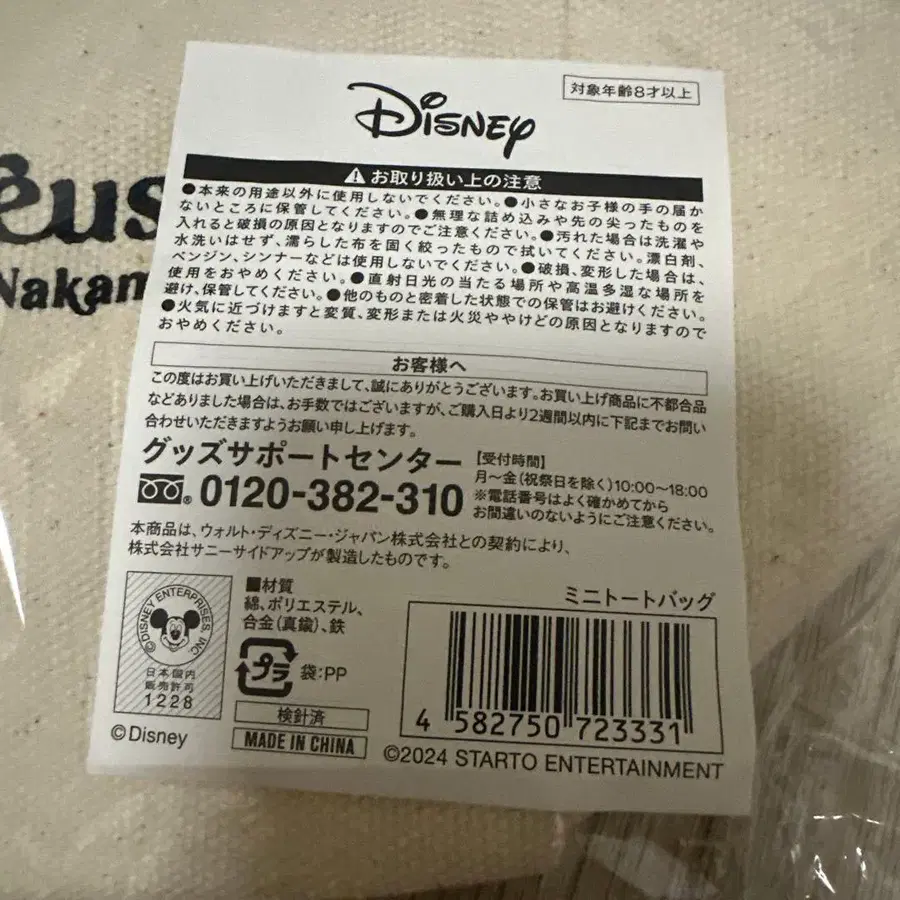 eus
Nakam
Disney
対象年齢8才以上
お取り扱い上の注意
●本来の用途以外に使用しないでください。●小さなお子様の手の届か
ないところに保管してください。●無理な詰め込みや先の尖ったものを
入れると破損の原因となりますのでご注意ください。●汚れた場合は洗濯や
水洗いはせず、濡らした布を固く絞ったもので拭いてください。漂白剤、
ベンジン、シンナーなどは使用しないでください。●破損、変形した場合は、
使用をおやめください。●直射日光の当たる場所や高温多湿な場所を
避け、保管してください。●他のものと密着した状態での保管はお避けください。
●火気に近づけますと変質、変形または火災ややけどの原因となりますので
おやめください。
お客様へ
この度はお買い上げいただきまして、誠にありがとうございます。お買い上げ商品に不都合品
などありました場合は、お手数ではございますが、ご購入日より2週間以内に下記までお問い
合わせいただきますようお願い申し上げます。
グッズサポートセンター
0120-382-310
【受付時間】
月〜金(祝祭日を除く)10:00〜18:00
※電話番号はよく確かめてから
お間違いのないようにご注意ください。
本商品は、ウォルト・ディズニー・ジャパン株式会社との契約により、
株式会社サニーサイドアップが製造したものです。
©DISNEY ENTERPRISES, INC
日本国内
販売許可
1228
©Disney
■材質
綿、ポリエステル、
合金(真鍮)、鉄
プラ
袋:PP
検針済
MADE IN CHINA
ミニトートバッグ
4 582750 723331
©2024 STARTO ENTERTAINMENT